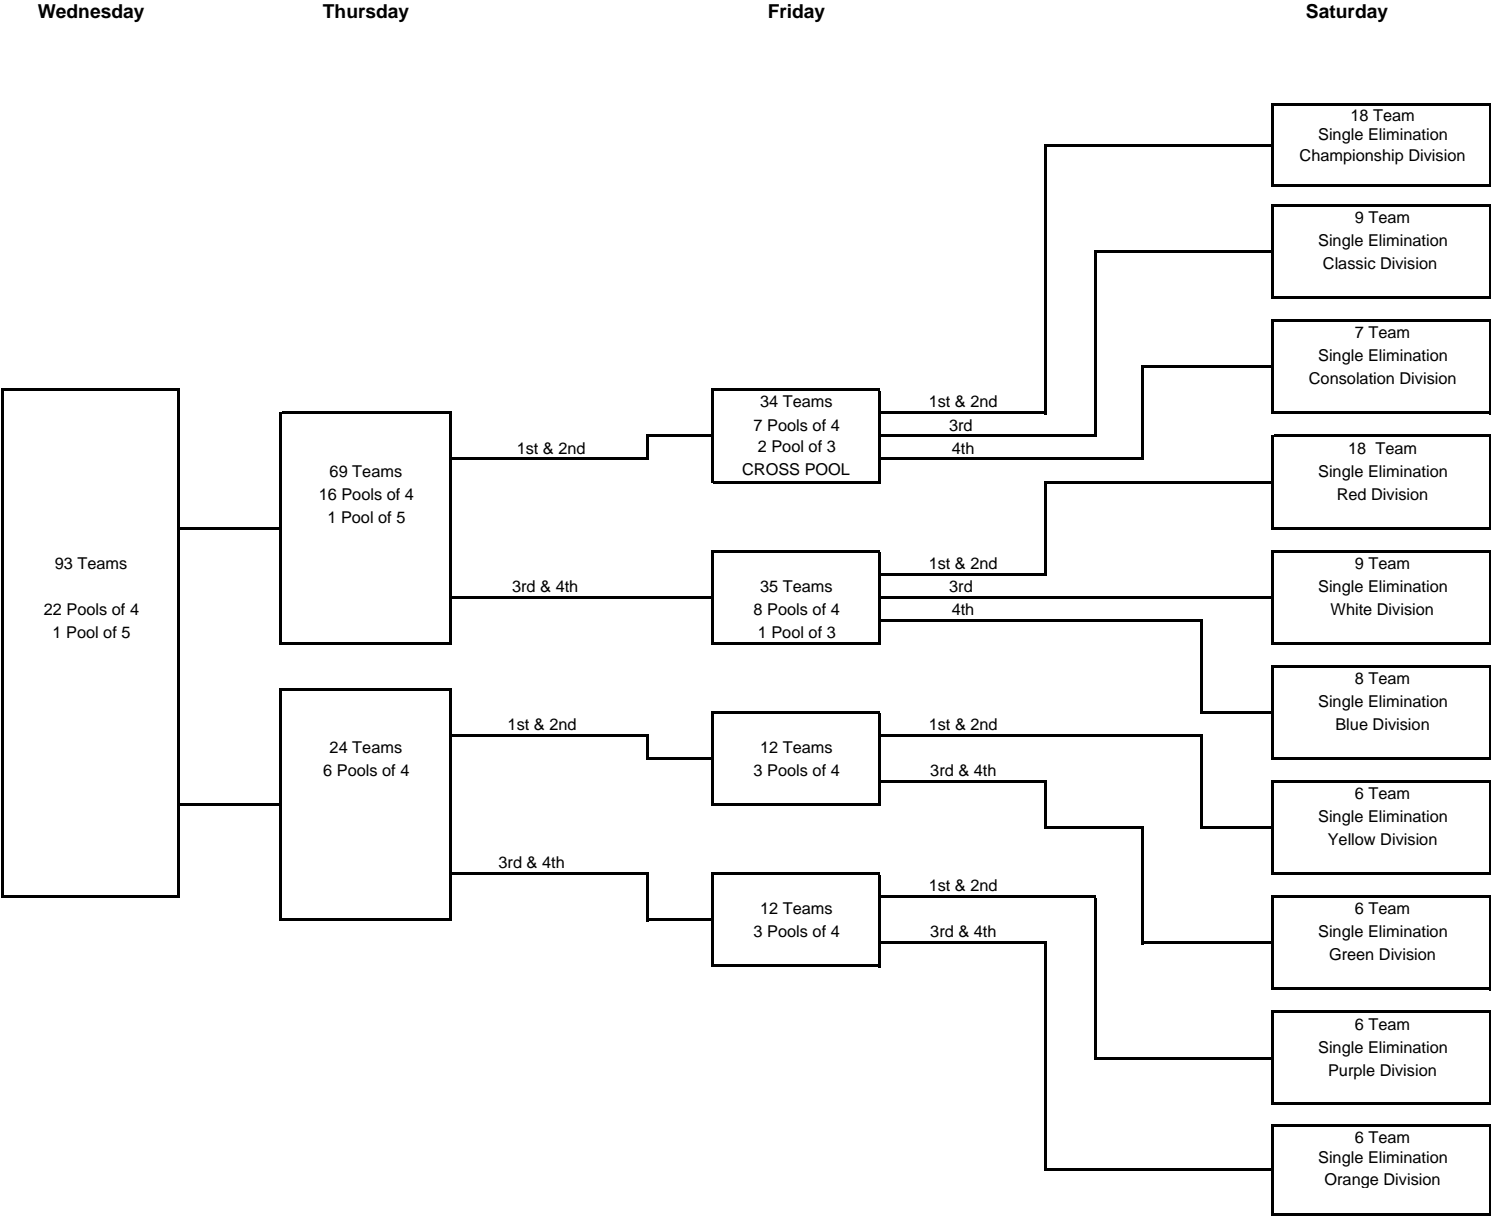 Wednesday
Thursday
Friday
Saturday
93 Teams
22 Pools of 4
1 Pool of 5
69 Teams
16 Pools of 4
1 Pool of 5
24 Teams
6 Pools of 4
1st & 2nd
3rd & 4th
1st & 2nd
3rd & 4th
34 Teams
7 Pools of 4
2 Pool of 3
CROSS POOL
35 Teams
8 Pools of 4
1 Pool of 3
12 Teams
3 Pools of 4
12 Teams
3 Pools of 4
1st & 2nd
3rd
4th
1st & 2nd
3rd
4th
1st & 2nd
3rd & 4th
1st & 2nd
3rd & 4th
18 Team
Single Elimination
Championship Division
9 Team
Single Elimination
Classic Division
7 Team
Single Elimination
Consolation Division
18 Team
Single Elimination
Red Division
9 Team
Single Elimination
White Division
8 Team
Single Elimination
Blue Division
6 Team
Single Elimination
Yellow Division
6 Team
Single Elimination
Green Division
6 Team
Single Elimination
Purple Division
6 Team
Single Elimination
Orange Division